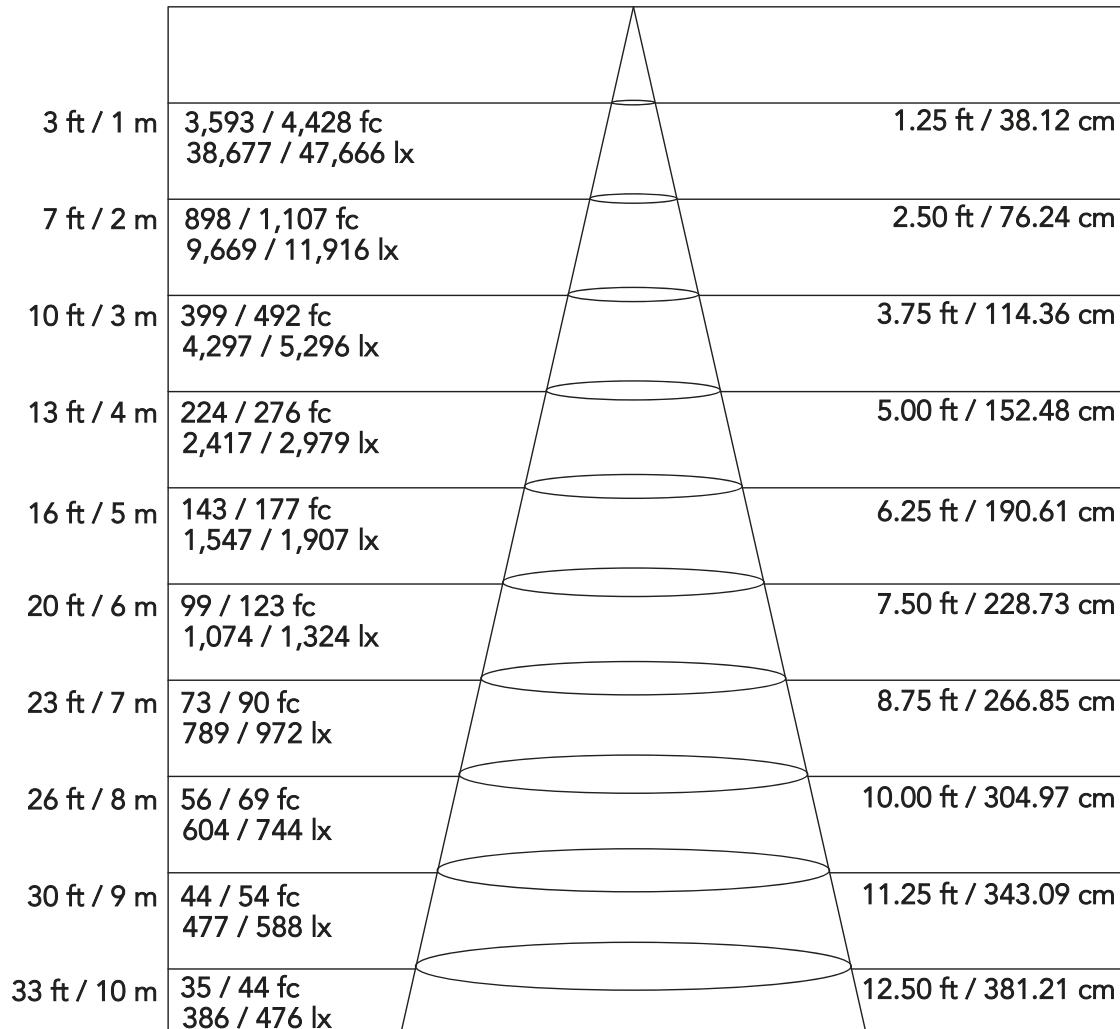 3 ft / 1 m
3,593 / 4,428 fc
38,677 / 47,666 lx
1.25 ft / 38.12 cm
7 ft / 2 m
898 / 1,107 fc
9,669 / 11,916 lx
2.50 ft / 76.24 cm
10 ft / 3 m
399 / 492 fc
4,297 / 5,296 lx
3.75 ft / 114.36 cm
13 ft / 4 m
224 / 276 fc
2,417 / 2,979 lx
5.00 ft / 152.48 cm
16 ft / 5 m
143 / 177 fc
1,547 / 1,907 lx
6.25 ft / 190.61 cm
20 ft / 6 m
99 / 123 fc
1,074 / 1,324 lx
7.50 ft / 228.73 cm
23 ft / 7 m
73 / 90 fc
789 / 972 lx
8.75 ft / 266.85 cm
26 ft / 8 m
56 / 69 fc
604 / 744 lx
10.00 ft / 304.97 cm
30 ft / 9 m
44 / 54 fc
477 / 588 lx
11.25 ft / 343.09 cm
33 ft / 10 m
35 / 44 fc
386 / 476 lx
12.50 ft / 381.21 cm